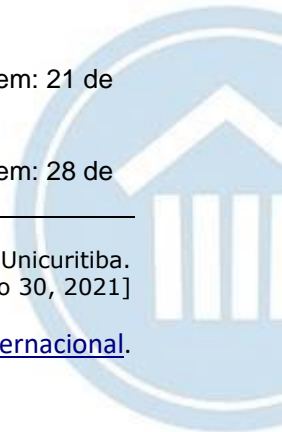 em: 21 de
em: 28 de
Unicuritiba.
o 30, 2021]
ernacional.